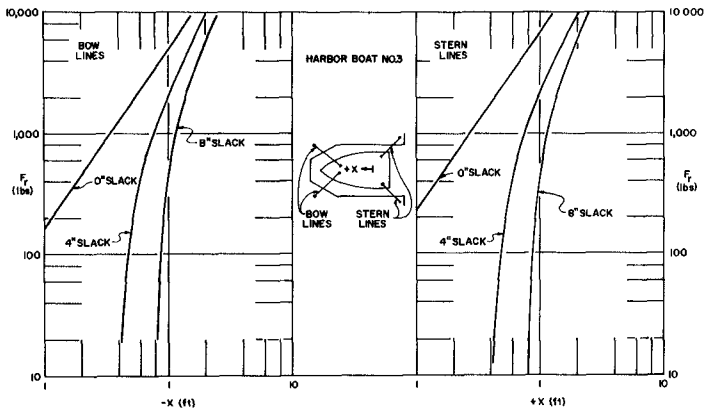 10,000
BOW
LINES
1,000
Fr
(lbs)
100
10
0" SLACK
4" SLACK
8" SLACK
1
1
10
-X (ft)
HARBOR BOAT NO.3
+X
BOW
LINES
STERN
LINES
STERN
LINES
10 000
1,000
Fr
(lbs)
100
10
0" SLACK
4" SLACK
8" SLACK
1
1
10
+X (ft)